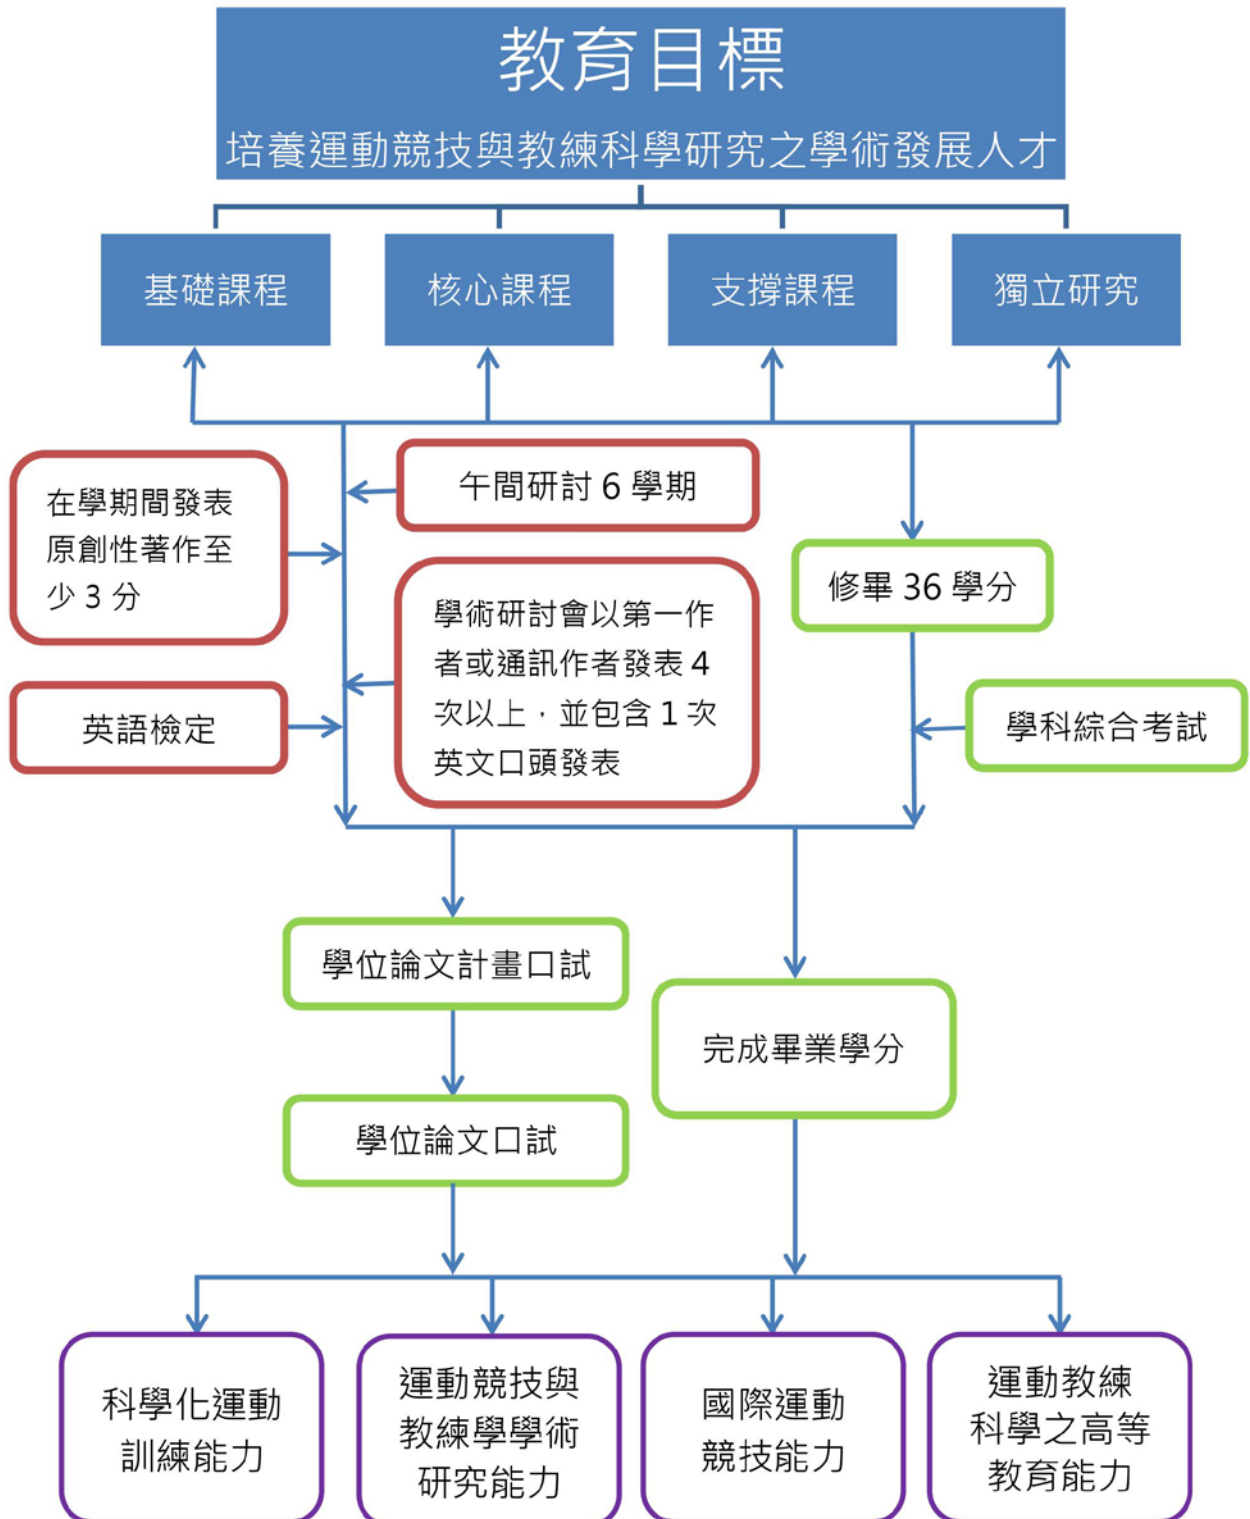 教育目標
培養運動競技與教練科學研究之學術發展人才
基礎課程
核心課程
支撐課程
獨立研究
午間研討 6 學期
在學期間發表
原創性著作至
少 3 分
修畢 36 學分
學術研討會以第一作
者或通訊作者發表 4
次以上，並包含 1 次
英文口頭發表
英語檢定
學科綜合考試
學位論文計畫口試
完成畢業學分
學位論文口試
科學化運動
訓練能力
運動競技與
教練學學術
研究能力
國際運動
競技能力
運動教練
科學之高等
教育能力